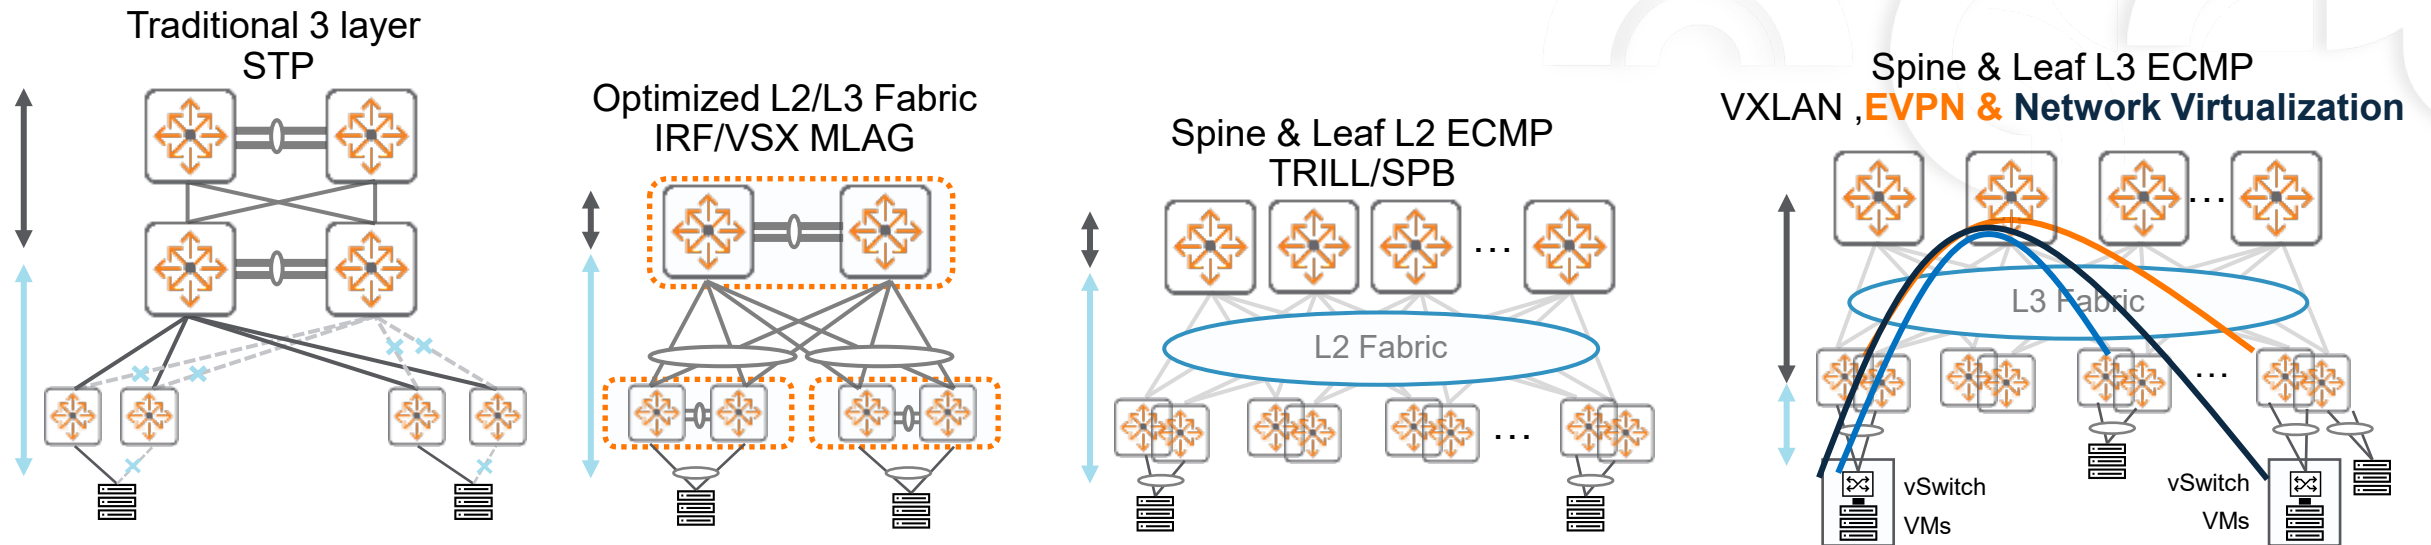 Traditional 3 layer
STP
Optimized L2/L3 Fabric
IRF/VSX MLAG
Spine & Leaf L2 ECMP
TRILL/SPB
...
L2 Fabric
...
Spine & Leaf L3 ECMP
VXLAN ,EVPN & Network Virtualization
...
L3 Fabric
...
vSwitch
VMs
vSwitch
VMs